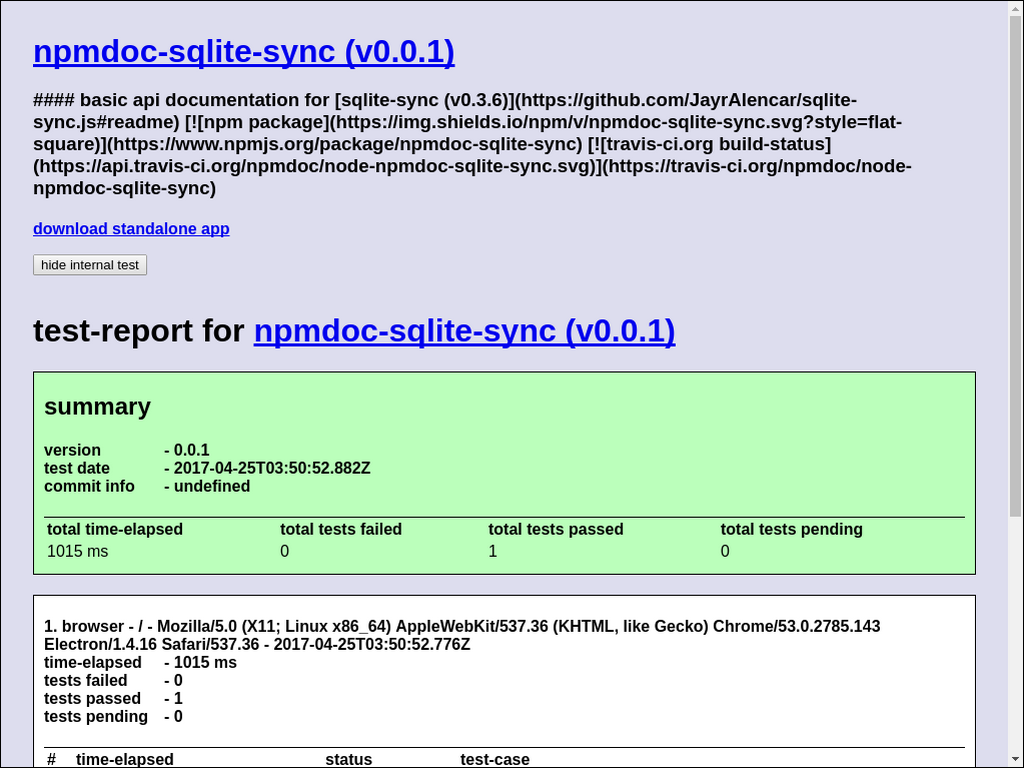 npmdoc-sqlite-sync (v0.0.1)
#### basic api documentation for [sqlite-sync (v0.3.6)](https://github.com/JayrAlencar/sqlite-
sync.js#readme) [![npm package](https://img.shields.io/npm/v/npmdoc-sqlite-sync.svg?style=flat-
square)](https://www.npmjs.org/package/npmdoc-sqlite-sync) [![travis-ci.org build-status]
(https://api.travis-ci.org/npmdoc/node-npmdoc-sqlite-sync.svg)](https://travis-ci.org/npmdoc/node-
npmdoc-sqlite-sync)
download standalone app
hide internal test
test-report for npmdoc-sqlite-sync (v0.0.1)
summary
version - 0.0.1
test date - 2017-04-25T03:50:52.882Z
commit info - undefined
total time-elapsed total tests failed total tests passed total tests pending
1015 ms 0 1 0
1. browser - / - Mozilla/5.0 (X11; Linux x86_64) AppleWebKit/537.36 (KHTML, like Gecko) Chrome/53.0.2785.143
Electron/1.4.16 Safari/537.36 - 2017-04-25T03:50:52.776Z
time-elapsed - 1015 ms
tests failed - 0
tests passed - 1
tests pending - 0
# time-elapsed status test-case